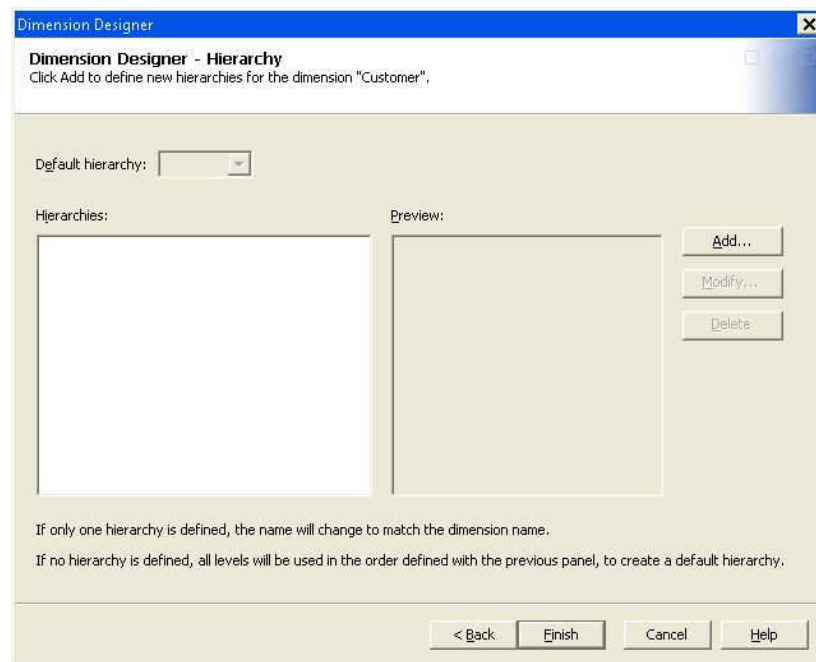 Dimension Designer
Dimension Designer - Hierarchy
Click Add to define new hierarchies for the dimension "Customer".
Default hierarchy:
Hierarchies:
Preview:
Add...
Modify...
Delete
If only one hierarchy is defined, the name will change to match the dimension name.
If no hierarchy is defined, all levels will be used in the order defined with the previous panel, to create a default hierarchy.
< Back Finish Cancel Help